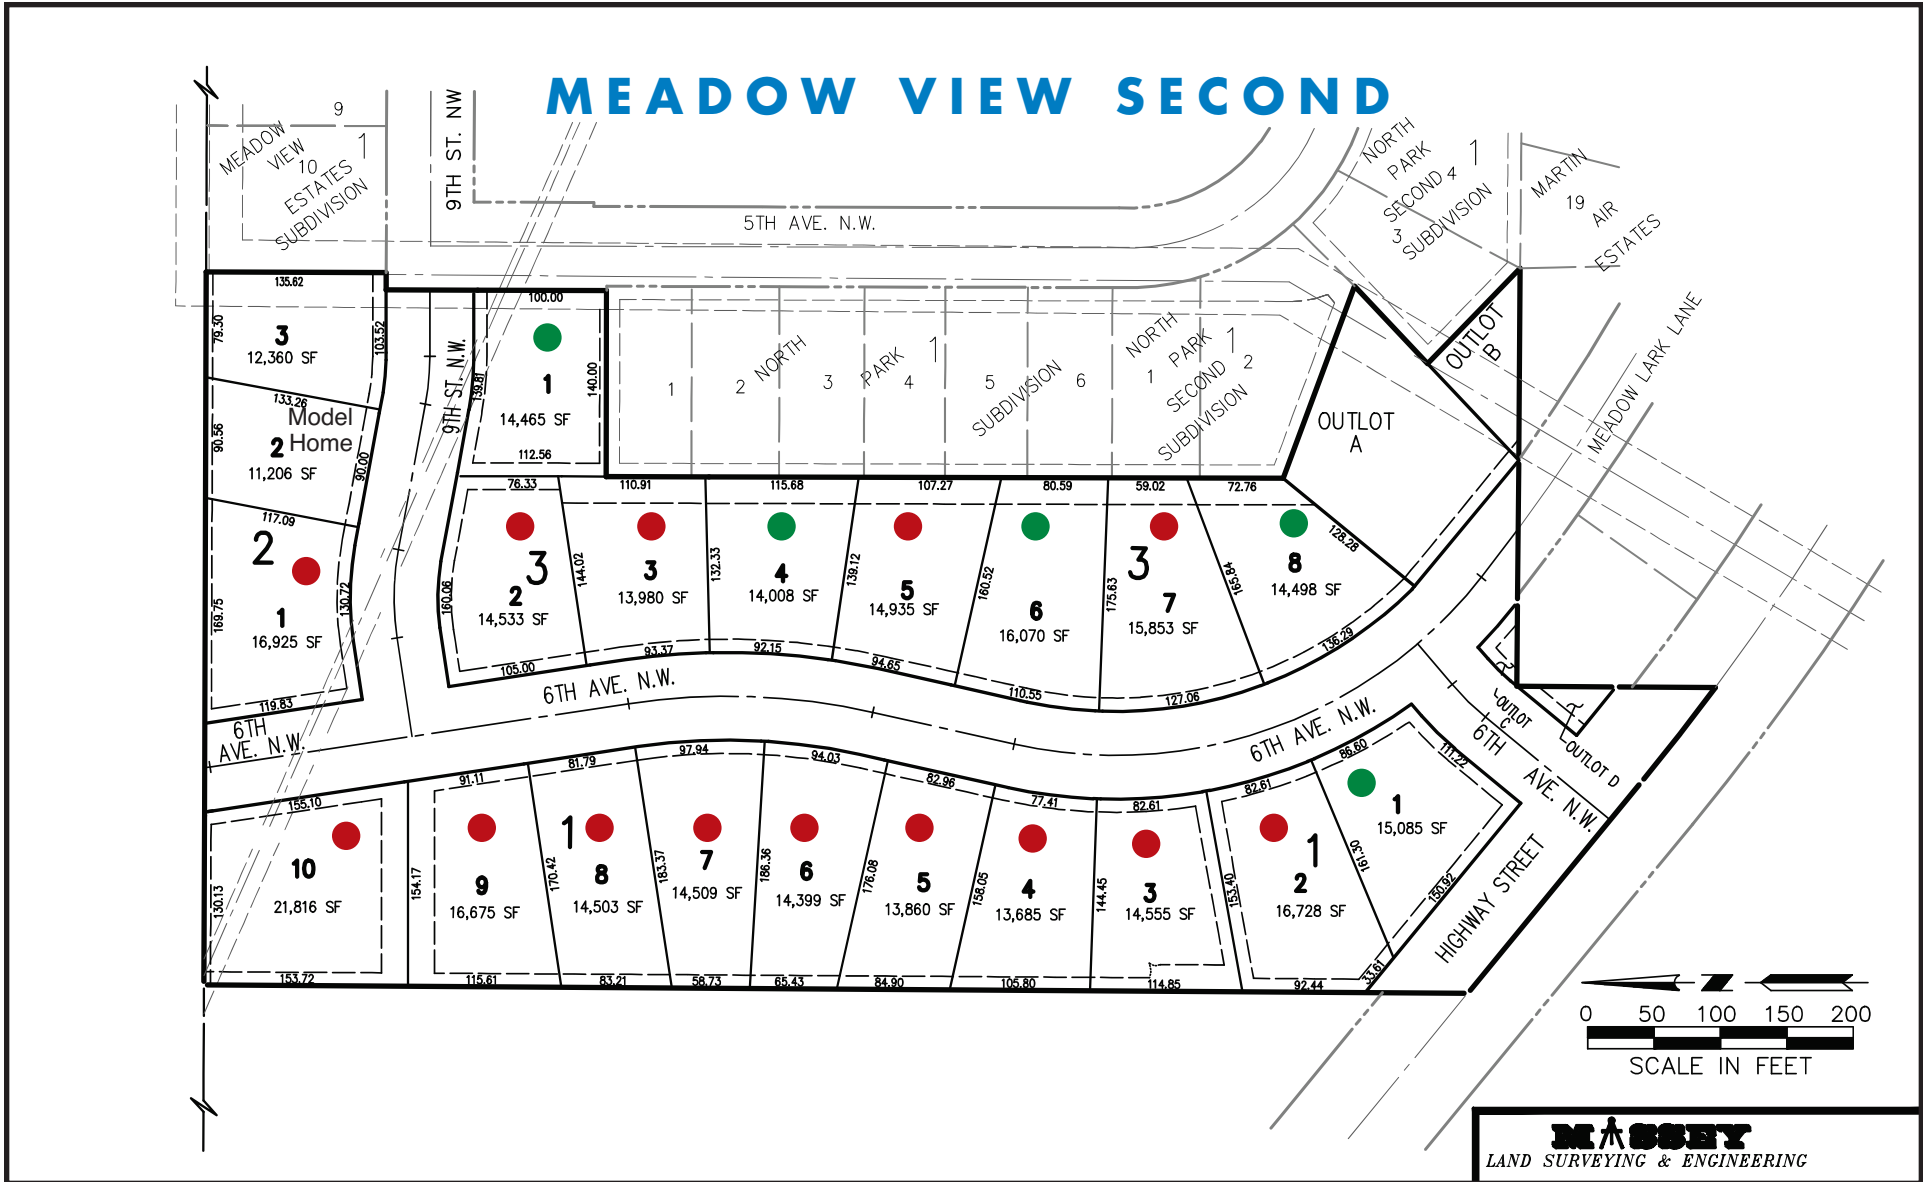 MEADOW VIEW SECOND
9
MEADOW
VIEW
1
10
ESTATES
SUBDIVISION
9TH ST. NW
5TH AVE. N.W.
NORTH
PARK
1
SECOND 4
3
SUBDIVISION
MARTIN
19
AIR
ESTATES
135.62
79.30
3
12,360 SF
103.52
133.26
90.56
Model
Home
2
11,206 SF
90.00
117.09
2
169.75
1
16,925 SF
130.72
119.83
6TH
AVE. N.W.
9TH ST. N.W.
100.00
139.81
1
140.00
14,465 SF
112.56
1
2
NORTH
3
PARK
1
4
5
SUBDIVISION
6
NORTH
1
PARK
1
SECOND
2
SUBDIVISION
OUTLOT
A
OUTLOT
B
MEADOW LARK LANE
76.33
110.91
115.68
107.27
80.59
59.02
72.76
128.28
160.06
3
2
14,533 SF
144.02
3
13,980 SF
132.33
4
14,008 SF
139.12
5
14,935 SF
160.52
6
16,070 SF
175.63
3
7
15,853 SF
165.84
8
14,498 SF
105.00
93.37
92.15
94.65
110.55
127.06
136.29
6TH AVE. N.W.
6TH AVE. N.W.
OUTLOT
C
OUTLOT D
6TH AVE. N.W.
HIGHWAY STREET
155.10
91.11
81.79
97.94
94.03
82.96
77.41
82.61
82.61
86.60
111.22
130.13
10
21,816 SF
154.17
9
16,675 SF
170.42
1
8
14,503 SF
183.37
7
14,509 SF
186.36
6
14,399 SF
176.08
5
13,860 SF
158.05
4
13,685 SF
144.45
3
14,555 SF
153.40
1
2
16,728 SF
161.30
1
15,085 SF
150.92
33.61
153.72
115.61
83.21
58.73
65.43
84.90
105.80
114.85
92.44
0 50 100 150 200
SCALE IN FEET
MASSEY
LAND SURVEYING & ENGINEERING